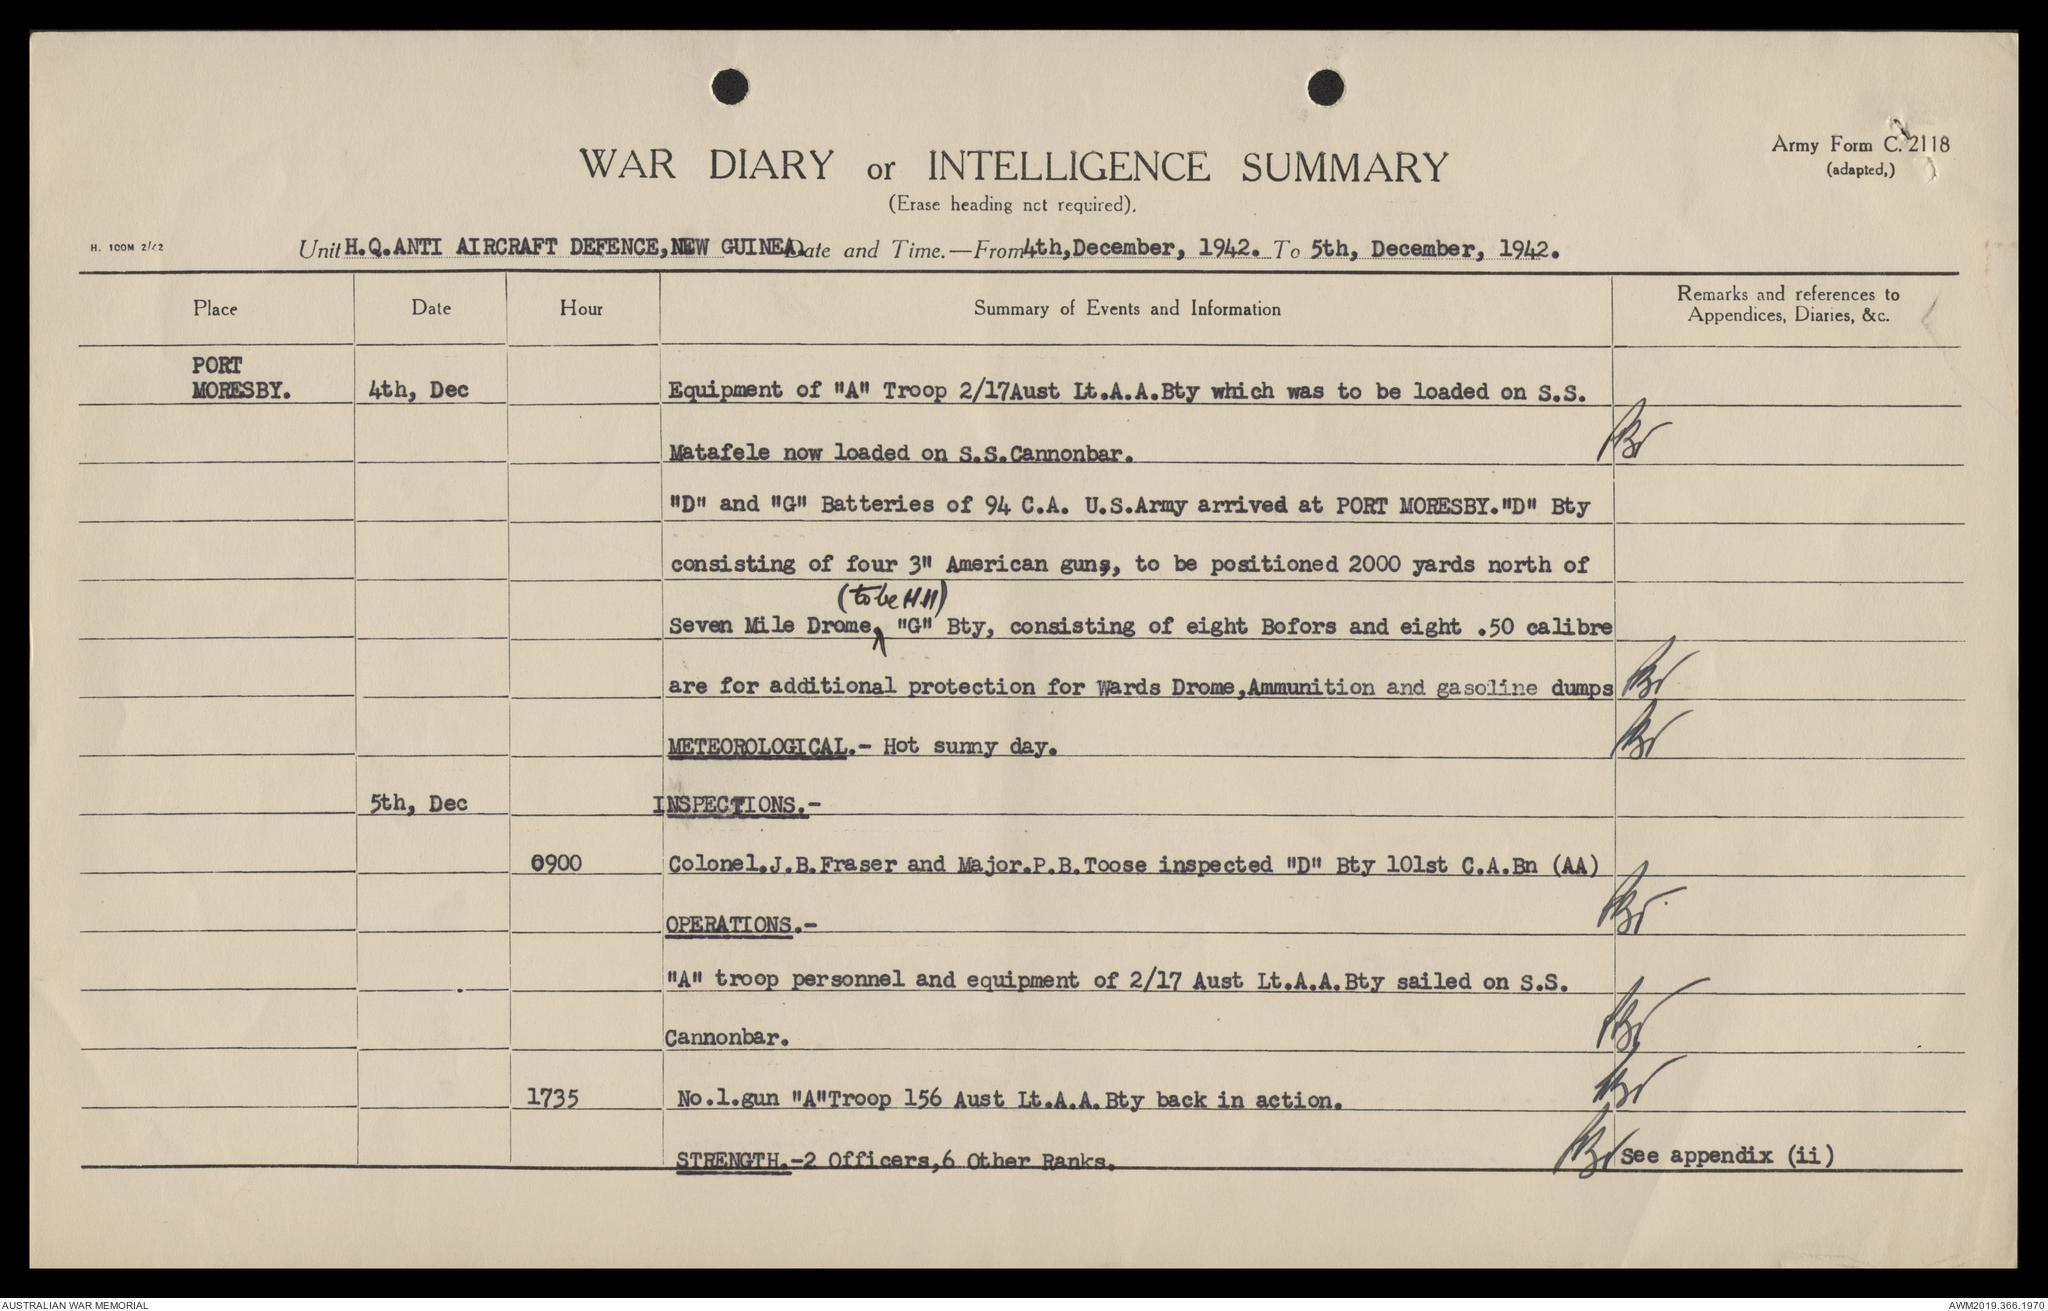 Army Form C. 2118
(adapted,)
WAR DIARY or INTELLIGENCE SUMMARY
(Erase heading not required).
H. 100M 2/42
Unit H.Q.ANTI AIRCRAFT DEFENCE,NEW GUINEA. Date and Time.—From 4th,December, 1942. To 5th, December, 1942.
Place Date Hour Summary of Events and Information Remarks and references to
Appendices, Diaries, &c.
PORT
MORESBY. 4th, Dec Equipment of "A" Troop 2/17Aust Lt.A.A.Bty which was to be loaded on S.S.
Matafele now loaded on S.S.Cannonbar.
"D" and "G" Batteries of 94 C.A. U.S.Army arrived at PORT MORESBY."D" Bty
consisting of four 3" American guns, to be positioned 2000 yards north of
(to be H.H)
Seven Mile Drome, "G" Bty, consisting of eight Bofors and eight .50 calibre
are for additional protection for Wards Drome,Ammunition and gasoline dumps
METEOROLOGICAL.- Hot sunny day.
5th, Dec INSPECTIONS.-
0900 Colonel.J.B.Fraser and Major.P.B.Toose inspected "D" Bty 101st C.A.Bn (AA)
OPERATIONS.-
"A" troop personnel and equipment of 2/17 Aust Lt.A.A.Bty sailed on S.S.
Cannonbar.
1735 No.1.gun "A"Troop 156 Aust Lt.A.A.Bty back in action.
STRENGTH.-2 Officers,6 Other Ranks. See appendix (ii)
AUSTRALIAN WAR MEMORIAL AWM2019.366.1970